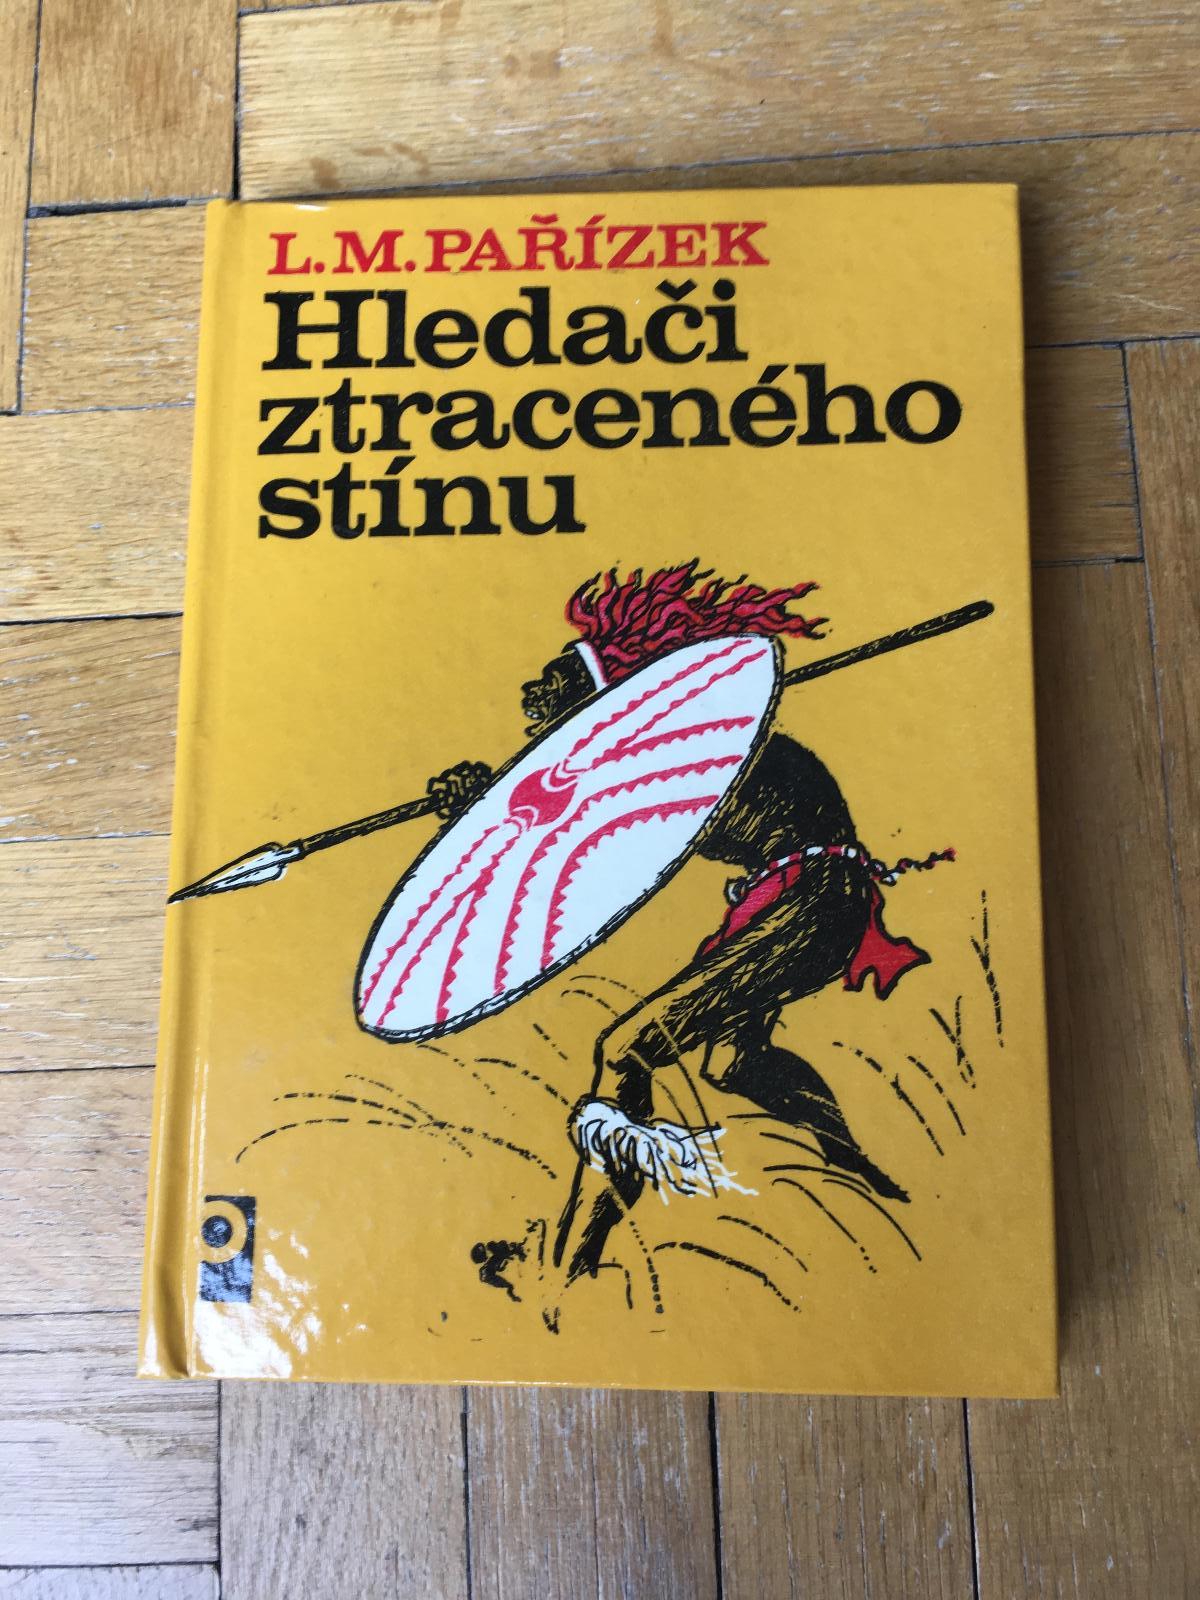 L.M.PAŘÍZEK
Hledači
ztraceného
stínu